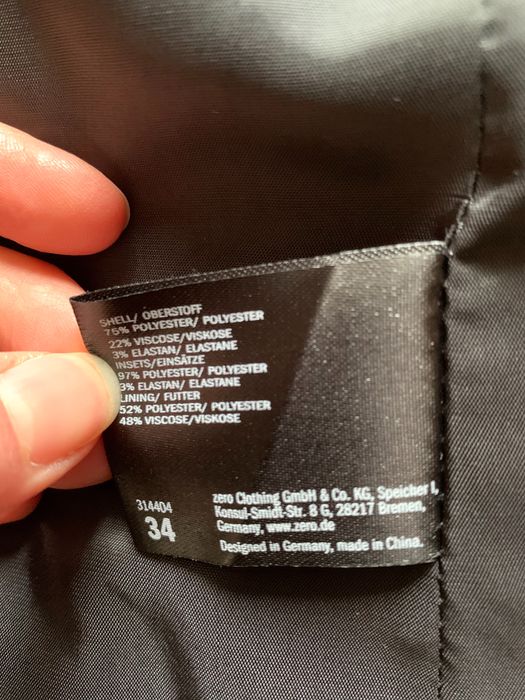 SHELL/ OBERSTOFF
75% POLYESTER/ POLYESTER
22% VISCOSE/VISKOSE
3% ELASTAN/ ELASTANE
INSETS/EINSÄTZE
97% POLYESTER/ POLYESTER
3% ELASTAN/ ELASTANE
LINING/ FUTTER
52% POLYESTER/ POLYESTER
48% VISCOSE/VISKOSE
314404
34
zero Clothing GmbH & Co. KG, Speicher I,
Konsul-Smidt-Str. 8 G, 28217 Bremen,
Germany, www.zero.de
Designed in Germany, made in China.